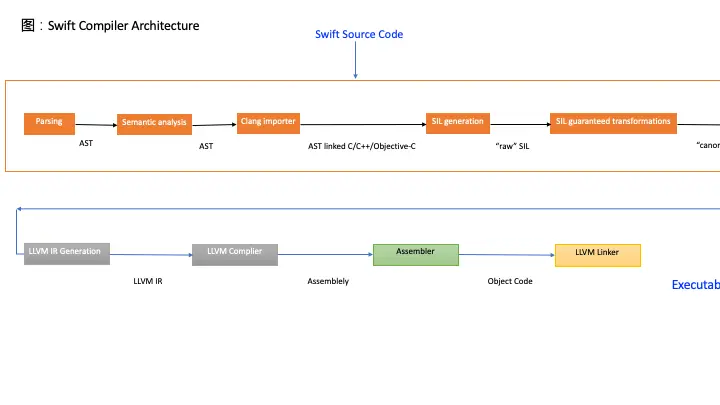 图：Swift Compiler Architecture
Swift Source Code
Parsing
Semantic analysis
Clang importer
SIL generation
SIL guaranteed transformations
AST
AST
AST linked C/C++/Objective-C
“raw” SIL
“canon
LLVM IR Generation
LLVM Complier
Assembler
LLVM Linker
LLVM IR
Assemblely
Object Code
Executab